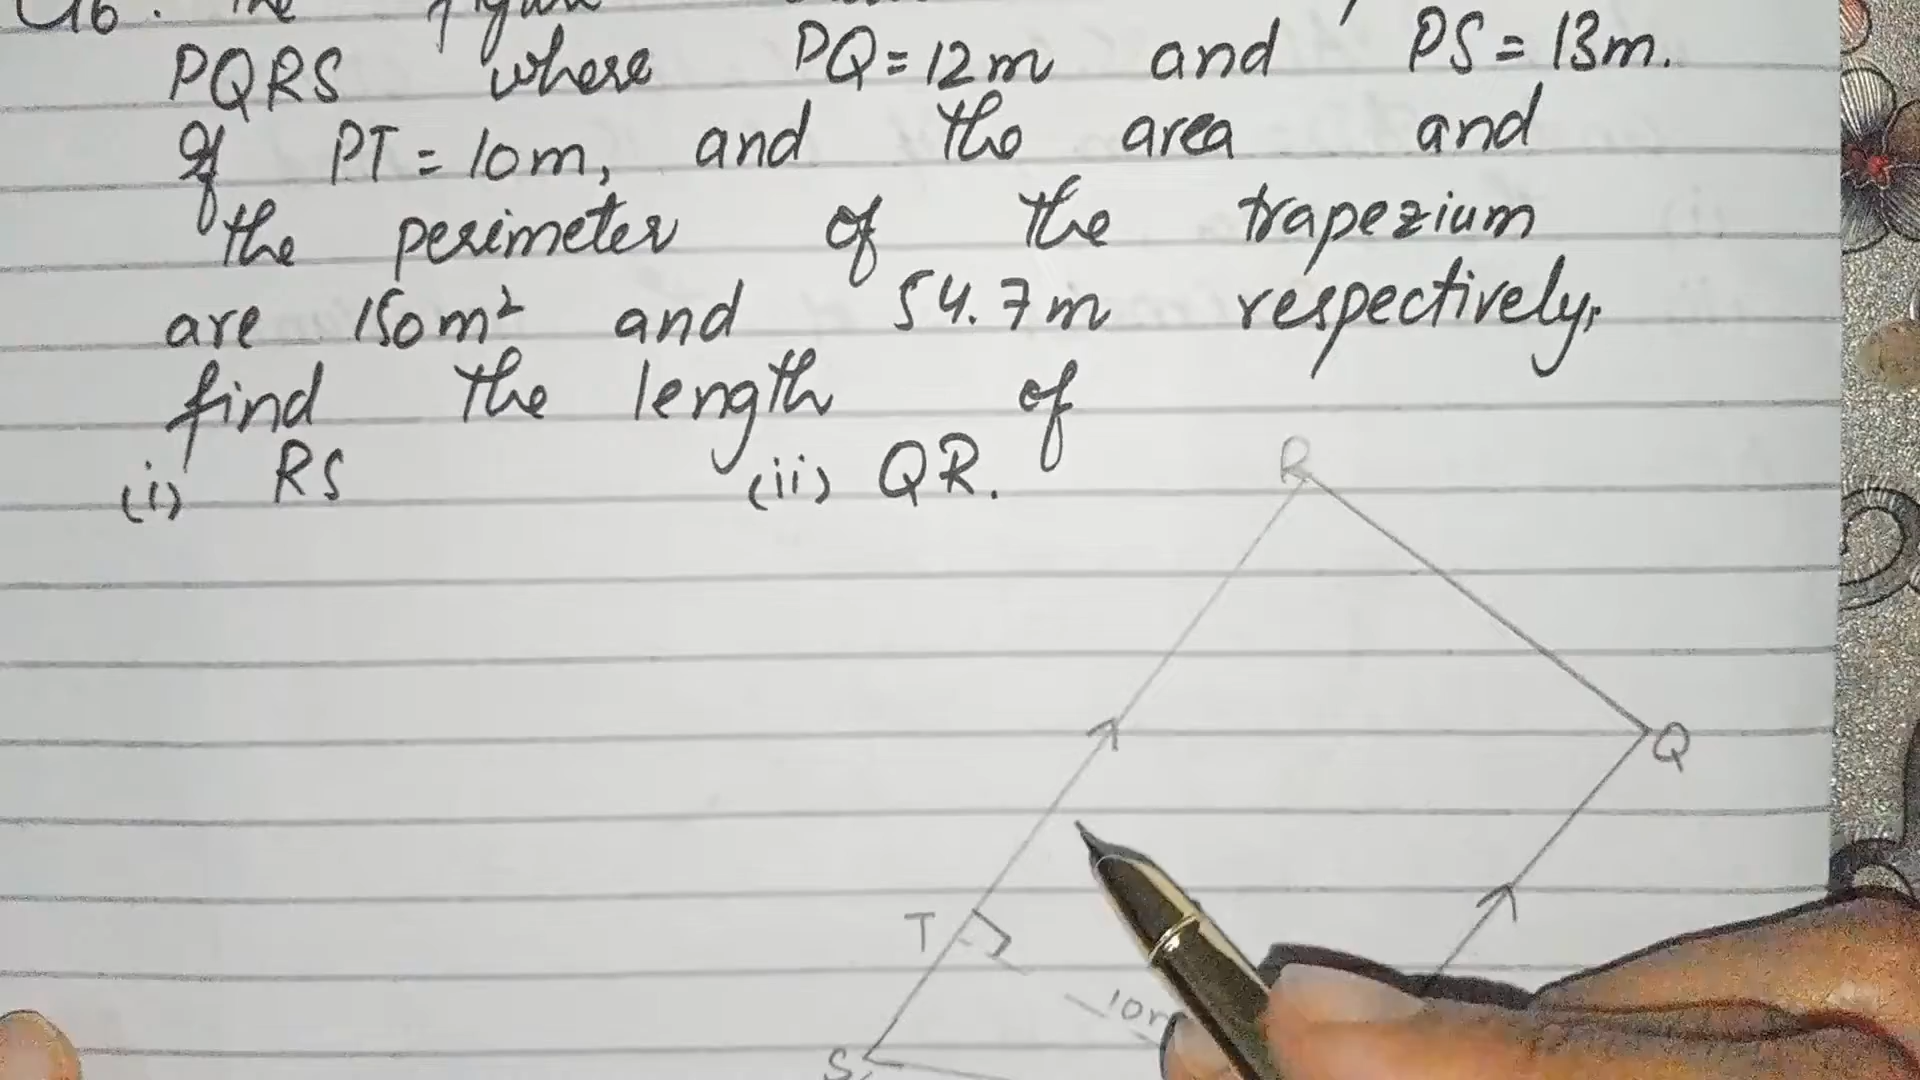 PQRS where PQ = 12m and PS = 13m.
If PT = 10m, and the area and
the perimeter of the trapezium
are 150m² and 54.7m respectively,
find the length of
(i) RS (ii) QR.
R
Q
T
10m
S